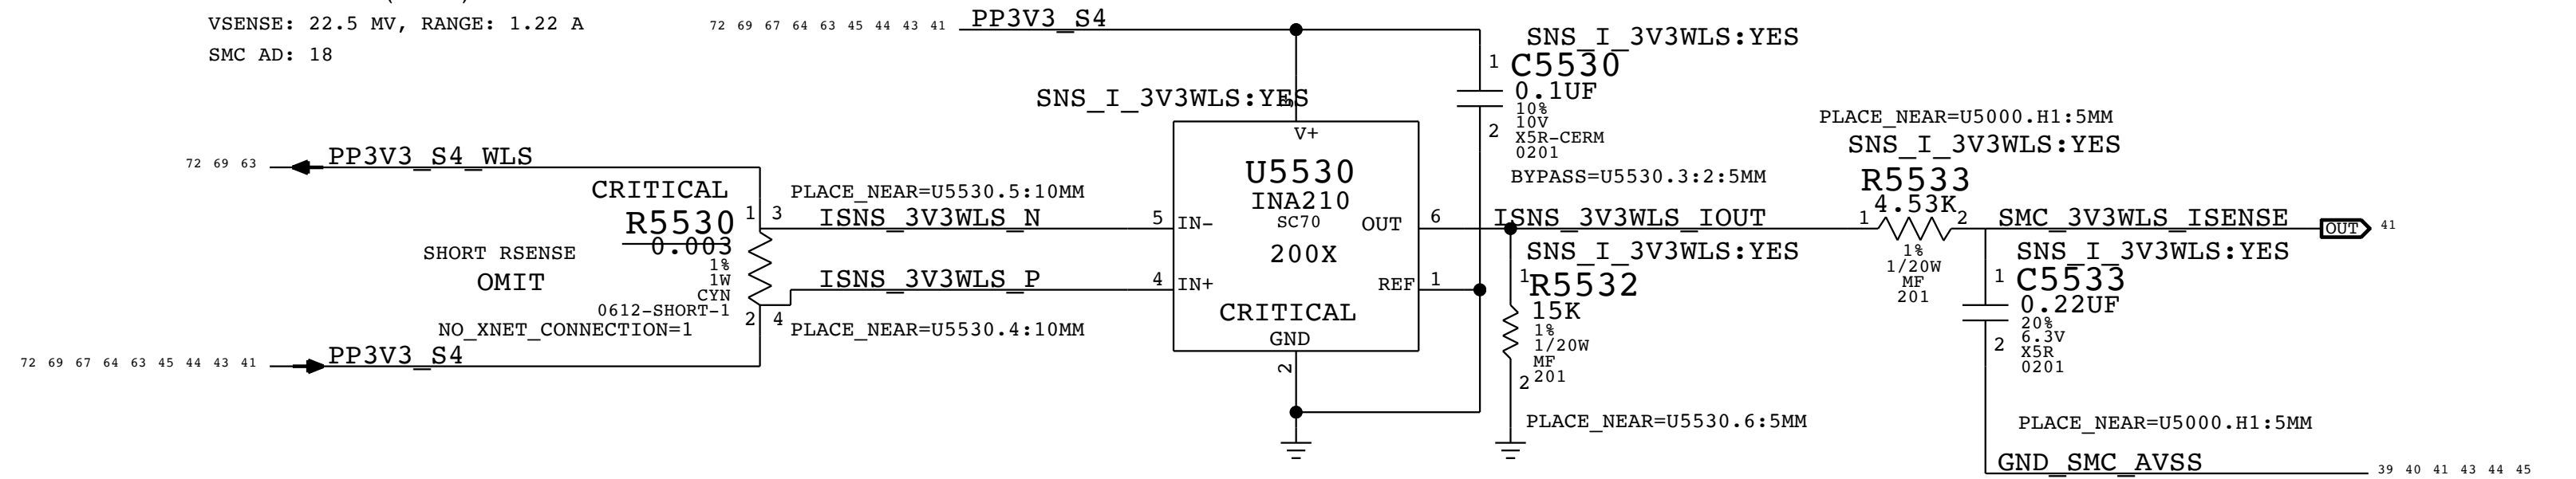 VSENSE: 22.5 MV, RANGE: 1.22 A
SMC AD: 18
72 69 67 64 63 45 44 43 41
PP3V3_S4
SNS_I_3V3WLS:YES
C5530
0.1UF
10%
10V
X5R-CERM
0201
1
2
BYPASS=U5530.3:2:5MM
SNS_I_3V3WLS:YES
V+
U5530
INA210
SC70
200X
CRITICAL
GND
2
5
IN-
4
IN+
OUT
6
REF
1
72 69 63
PP3V3_S4_WLS
CRITICAL
R5530
0.003
1%
1W
CYN
0612-SHORT-1
SHORT RSENSE
OMIT
NO_XNET_CONNECTION=1
1
3
2
4
PLACE_NEAR=U5530.5:10MM
ISNS_3V3WLS_N
ISNS_3V3WLS_P
PLACE_NEAR=U5530.4:10MM
72 69 67 64 63 45 44 43 41
PP3V3_S4
ISNS_3V3WLS_IOUT
SNS_I_3V3WLS:YES
1
R5532
15K
1%
1/20W
MF
201
2
PLACE_NEAR=U5530.6:5MM
PLACE_NEAR=U5000.H1:5MM
SNS_I_3V3WLS:YES
R5533
4.53K
1
2
1%
1/20W
MF
201
SMC_3V3WLS_ISENSE
OUT
41
SNS_I_3V3WLS:YES
1
C5533
0.22UF
20%
6.3V
X5R
0201
2
PLACE_NEAR=U5000.H1:5MM
GND_SMC_AVSS
39 40 41 43 44 45